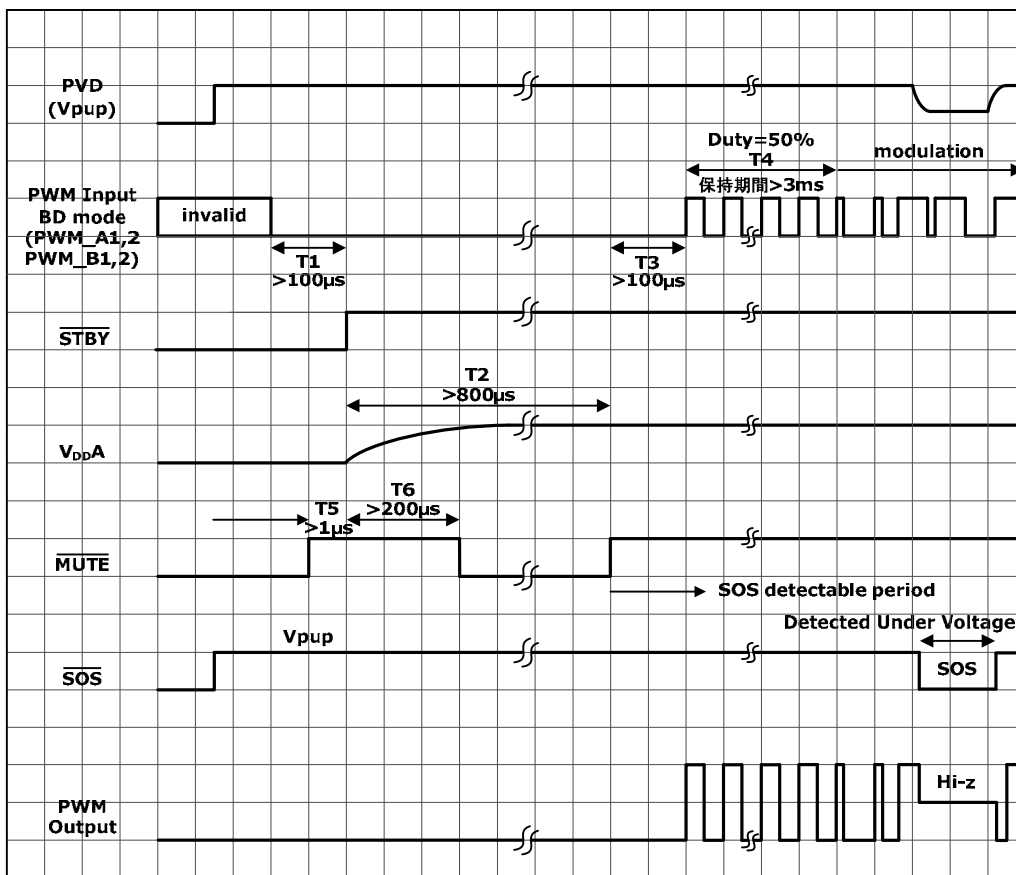 PVD
(Vpup)
Duty=50%
T4
modulation
保持期間>3ms
PWM Input
BD mode
(PWM_A1,2
PWM_B1,2)
invalid
T1
>100μs
T3
>100μs
STBY
T2
>800μs
VDDA
T5
>1μs
T6
>200μs
MUTE
SOS detectable period
Detected Under Voltage
Vpup
SOS
SOS
Hi-z
PWM
Output